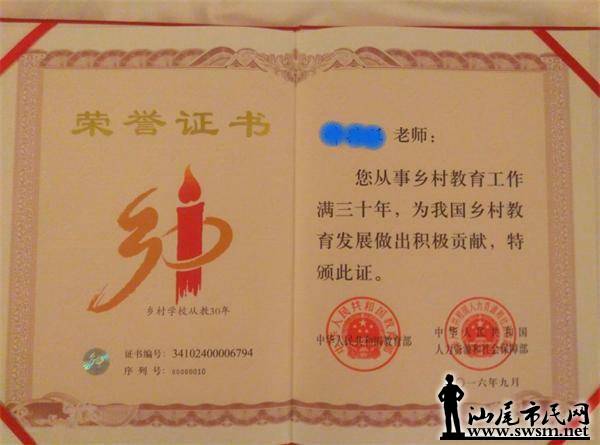 荣誉证书
乡村学校从教30年
证书编号：34102400006794
序列号：00000010
老师：
您从事乡村教育工作
满三十年，为我国乡村教
育发展做出积极贡献，特
颁此证。
中华人民共和国教育部
中华人民共和国
人力资源和社会保障部
一六年九月
汕尾市民网
www.swsm.net